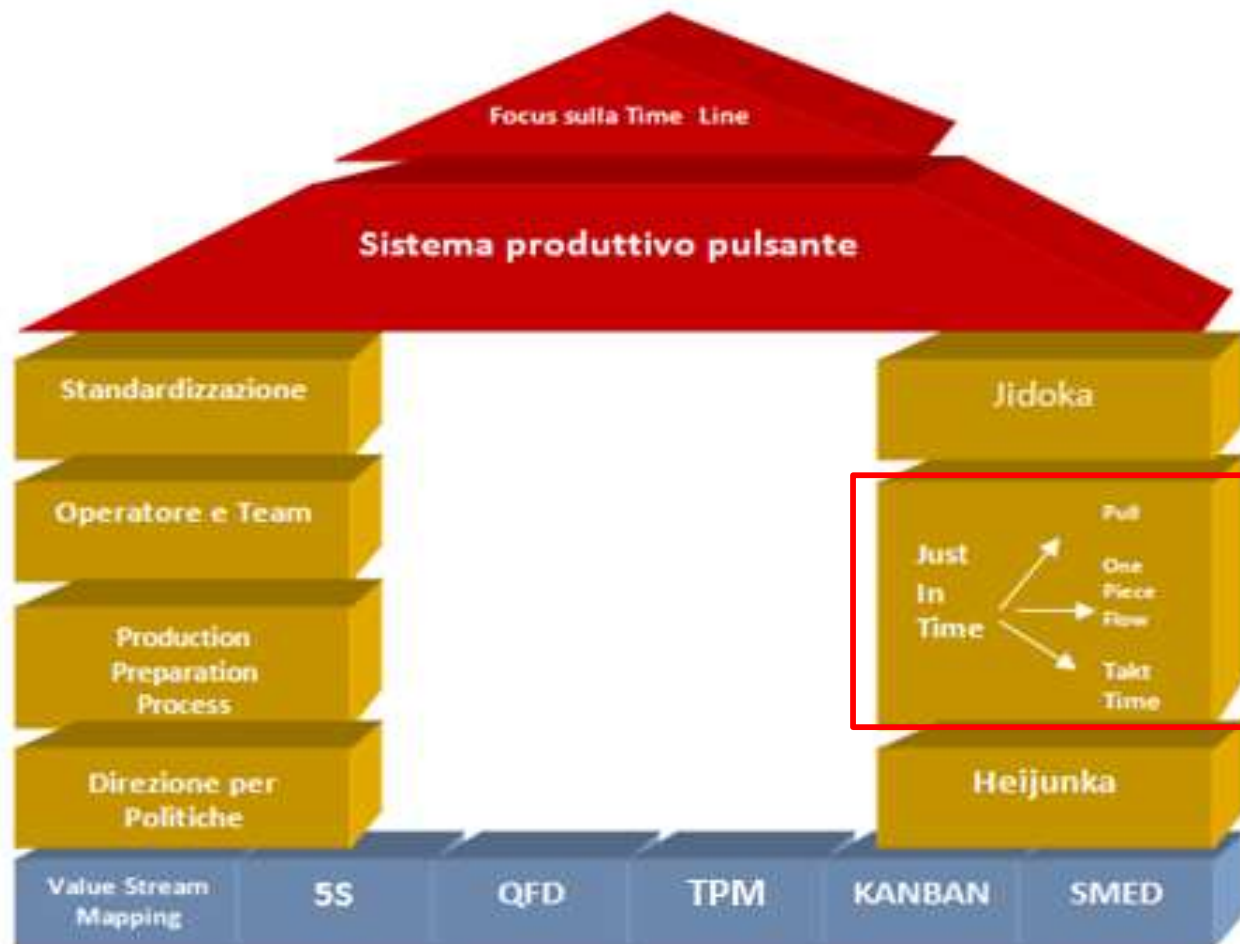 Focus sulla Time Line
Sistema produttivo pulsante
Standardizzazione
Operatore e Team
Production
Preparation
Process
Direzione per
Politiche
Jidoka
Just
In
Time
Pull
One
Piece
Flow
Takt
Time
Heijunka
Value Stream
Mapping
5S
QFD
TPM
KANBAN
SMED